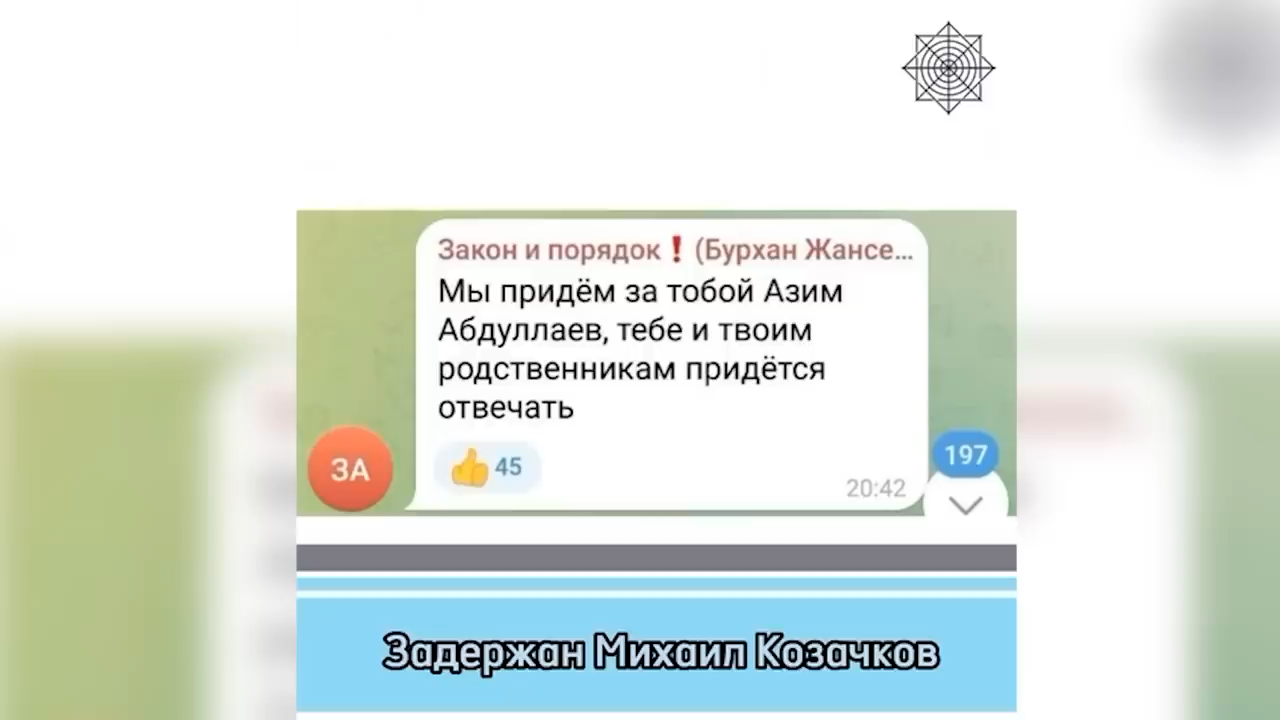 Закон и порядок❗(Бурхан Жансе...
Мы придём за тобой Азим
Абдуллаев, тебе и твоим
родственникам придётся
отвечать
ЗА
👍 45
197
20:42
Задержан Михаил Козачков